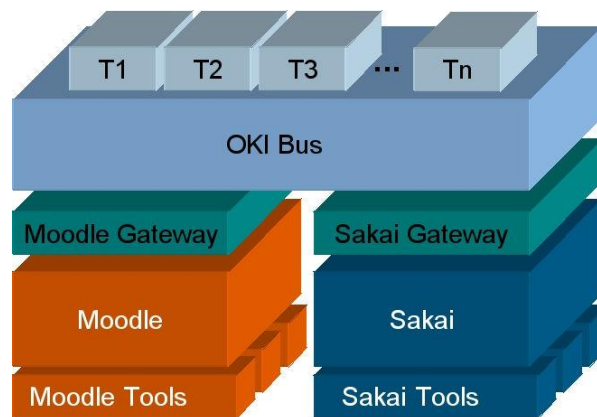 T1 T2 T3 ... Tn
OKI Bus
Moodle Gateway Sakai Gateway
Moodle Sakai
Moodle Tools Sakai Tools